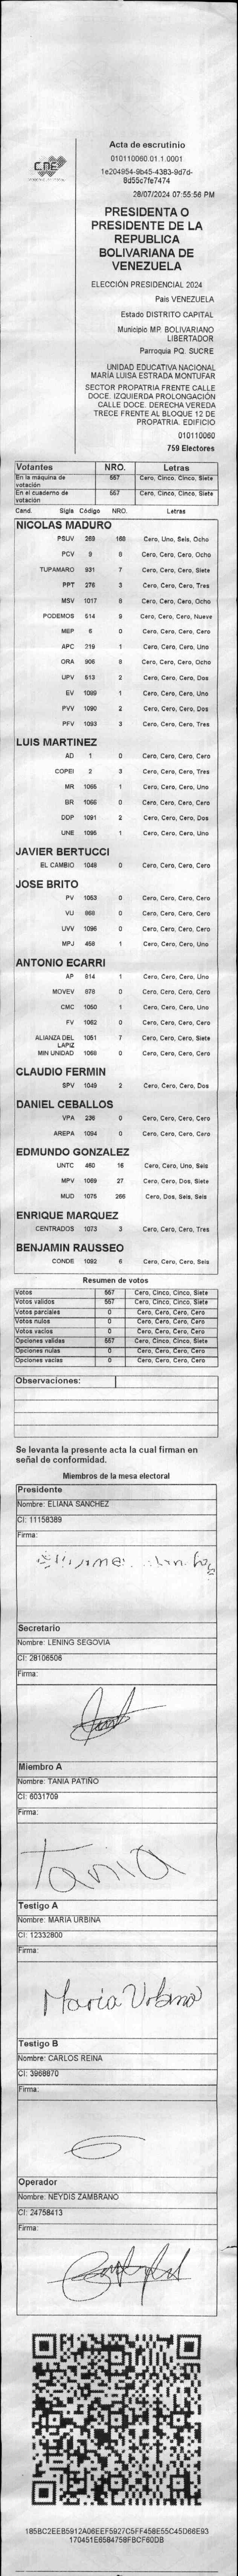 CNE
Acta de escrutinio
010110060.01.1.0001
1e204954-9b45-4383-9d7d-
8d55c7fe7474
28/07/2024 07:55:56 PM
PRESIDENTA O
PRESIDENTE DE LA
REPUBLICA
BOLIVARIANA DE
VENEZUELA
ELECCIÓN PRESIDENCIAL 2024
País VENEZUELA
Estado DISTRITO CAPITAL
Municipio MP. BOLIVARIANO
LIBERTADOR
Parroquia PQ. SUCRE
UNIDAD EDUCATIVO NACIONAL
MARIA LUISA ESTRADA MONTUFAR
SECTOR PROPATRIA FRENTE CALLE
DOCE. IZQUIERDA PROLONGACIÓN
CALLE DOCE. DERECHA VEREDA
TRECE FRENTE AL BLOQUE 12 DE
PROPATRIA. EDIFICIO
010110060
759 Electores
Votantes NRO. Letras
En la máquina de votación 557 Cero, Cinco, Cinco, Siete
En el cuaderno de votación 557 Cero, Cinco, Cinco, Siete
Cand. Sigla Código NRO. Letras
NICOLAS MADURO
PSUV 269 168 Cero, Uno, Seis, Ocho
PCV 9 8 Cero, Cero, Cero, Ocho
TUPAMARO 931 7 Cero, Cero, Cero, Siete
PPT 276 3 Cero, Cero, Cero, Tres
MSV 1017 8 Cero, Cero, Cero, Ocho
PODEMOS 514 9 Cero, Cero, Cero, Nueve
MEP 6 0 Cero, Cero, Cero, Cero
APC 219 1 Cero, Cero, Cero, Uno
ORA 906 8 Cero, Cero, Cero, Ocho
UPV 513 2 Cero, Cero, Cero, Dos
EV 1089 1 Cero, Cero, Cero, Uno
PVV 1090 2 Cero, Cero, Cero, Dos
PFV 1093 3 Cero, Cero, Cero, Tres
LUIS MARTINEZ
AD 1 0 Cero, Cero, Cero, Cero
COPEI 2 3 Cero, Cero, Cero, Tres
MR 1065 1 Cero, Cero, Cero, Uno
BR 1066 0 Cero, Cero, Cero, Cero
DDP 1091 2 Cero, Cero, Cero, Dos
UNE 1095 1 Cero, Cero, Cero, Uno
JAVIER BERTUCCI
EL CAMBIO 1048 0 Cero, Cero, Cero, Cero
JOSE BRITO
PV 1053 0 Cero, Cero, Cero, Cero
VU 868 0 Cero, Cero, Cero, Cero
UVV 1096 0 Cero, Cero, Cero, Cero
MPJ 458 1 Cero, Cero, Cero, Uno
ANTONIO ECARRI
AP 914 1 Cero, Cero, Cero, Uno
MOVEV 878 0 Cero, Cero, Cero, Cero
CMC 1050 1 Cero, Cero, Cero, Uno
FV 1062 0 Cero, Cero, Cero, Cero
ALIANZA DEL LAPIZ 1051 7 Cero, Cero, Cero, Siete
MIN UNIDAD 1068 0 Cero, Cero, Cero, Cero
CLAUDIO FERMIN
SPV 1049 2 Cero, Cero, Cero, Dos
DANIEL CEBALLOS
VPA 236 0 Cero, Cero, Cero, Cero
AREPA 1094 0 Cero, Cero, Cero, Cero
EDMUNDO GONZALEZ
UNTC 460 16 Cero, Cero, Uno, Seis
MPV 1069 27 Cero, Cero, Dos, Siete
MUD 1075 266 Cero, Dos, Seis, Seis
ENRIQUE MARQUEZ
CENTRADOS 1073 3 Cero, Cero, Cero, Tres
BENJAMIN RAUSSEO
CONDE 1092 6 Cero, Cero, Cero, Seis
Resumen de votos
Votos 557 Cero, Cinco, Cinco, Siete
Votos validos 557 Cero, Cinco, Cinco, Siete
Votos parciales 0 Cero, Cero, Cero, Cero
Votos nulos 0 Cero, Cero, Cero, Cero
Votos vacíos 0 Cero, Cero, Cero, Cero
Opciones validas 557 Cero, Cinco, Cinco, Siete
Opciones nulas 0 Cero, Cero, Cero, Cero
Opciones vacias 0 Cero, Cero, Cero, Cero
Observaciones:
Se levanta la presente acta la cual firman en
señal de conformidad.
Miembros de la mesa electoral
Presidente
Nombre: ELIANA SANCHEZ
CI: 11158389
Firma:
Secretario
Nombre: LENING SEGOVIA
CI: 28106506
Firma:
Miembro A
Nombre: TANIA PATIÑO
CI: 6031709
Firma:
Tania
Testigo A
Nombre: MARIA URBINA
CI: 12332800
Firma:
Maria Urbina
Testigo B
Nombre: CARLOS REINA
CI: 3968870
Firma:
Operador
Nombre: NEYDIS ZAMBRANO
CI: 24758413
Firma:
185BC2EEB5912A06EEF5927C5FF458E55C45D66E93
170451E6584758FBCF60DB